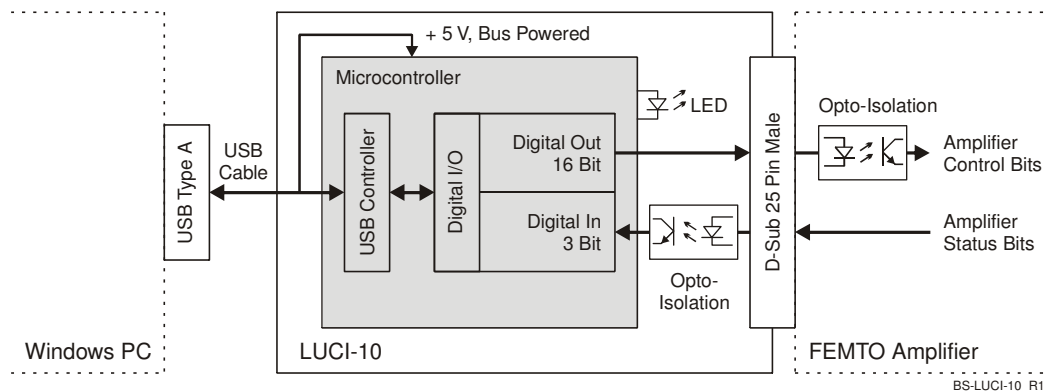 + 5 V, Bus Powered
Microcontroller
LED
Opto-Isolation
USB Type A
USB
Cable
USB Controller
Digital I/O
Digital Out
16 Bit
Digital In
3 Bit
Opto-
Isolation
D-Sub 25 Pin Male
Amplifier
Control Bits
Amplifier
Status Bits
Windows PC
LUCI-10
FEMTO Amplifier
BS-LUCI-10_R1